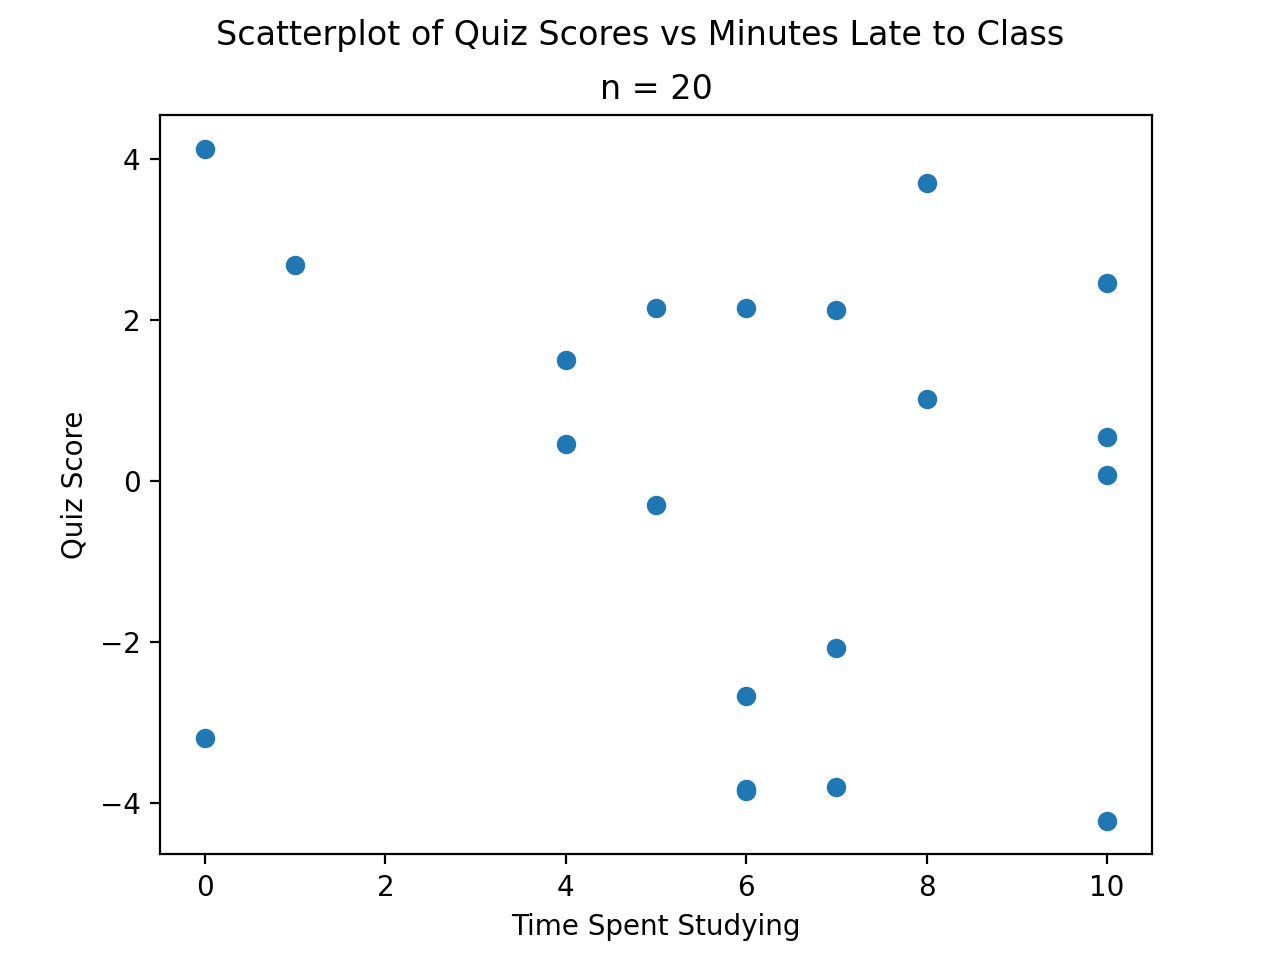 Scatterplot of Quiz Scores vs Minutes Late to Class
n = 20
4
2
0
−2
−4
Quiz Score
0 2 4 6 8 10
Time Spent Studying